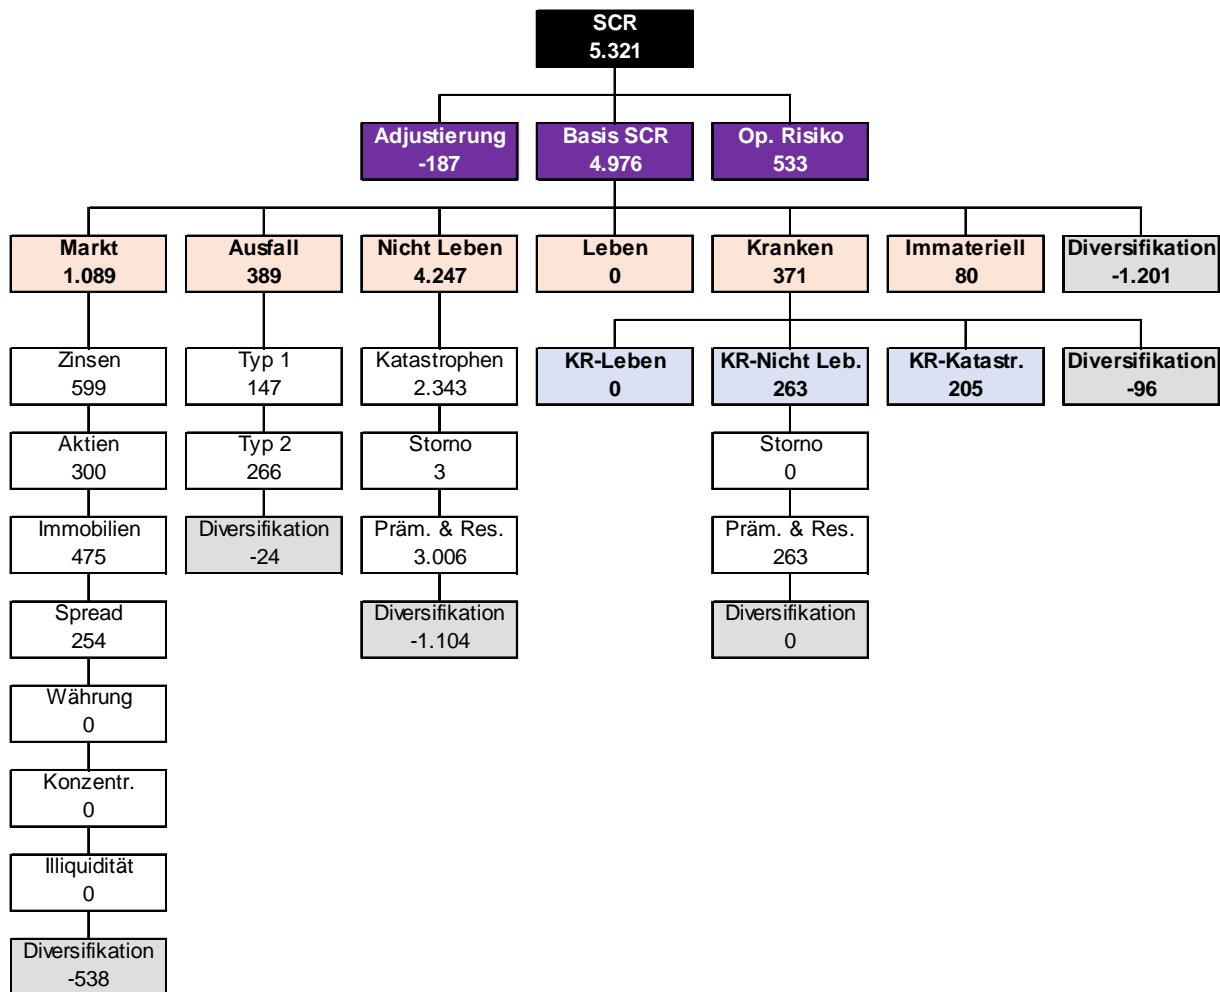 SCR
5.321
Adjustierung
-187
Basis SCR
4.976
Op. Risiko
533
Markt
1.089
Ausfall
389
Nicht Leben
4.247
Leben
0
Kranken
371
Immateriell
80
Diversifikation
-1.201
Zinsen
599
Typ 1
147
Katastrophen
2.343
KR-Leben
0
KR-Nicht Leb.
263
KR-Katastr.
205
Diversifikation
-96
Aktien
300
Typ 2
266
Storno
3
Storno
0
Immobilien
475
Diversifikation
-24
Präm. & Res.
3.006
Präm. & Res.
263
Spread
254
Diversifikation
-1.104
Diversifikation
0
Währung
0
Konzentr.
0
Illiquidität
0
Diversifikation
-538